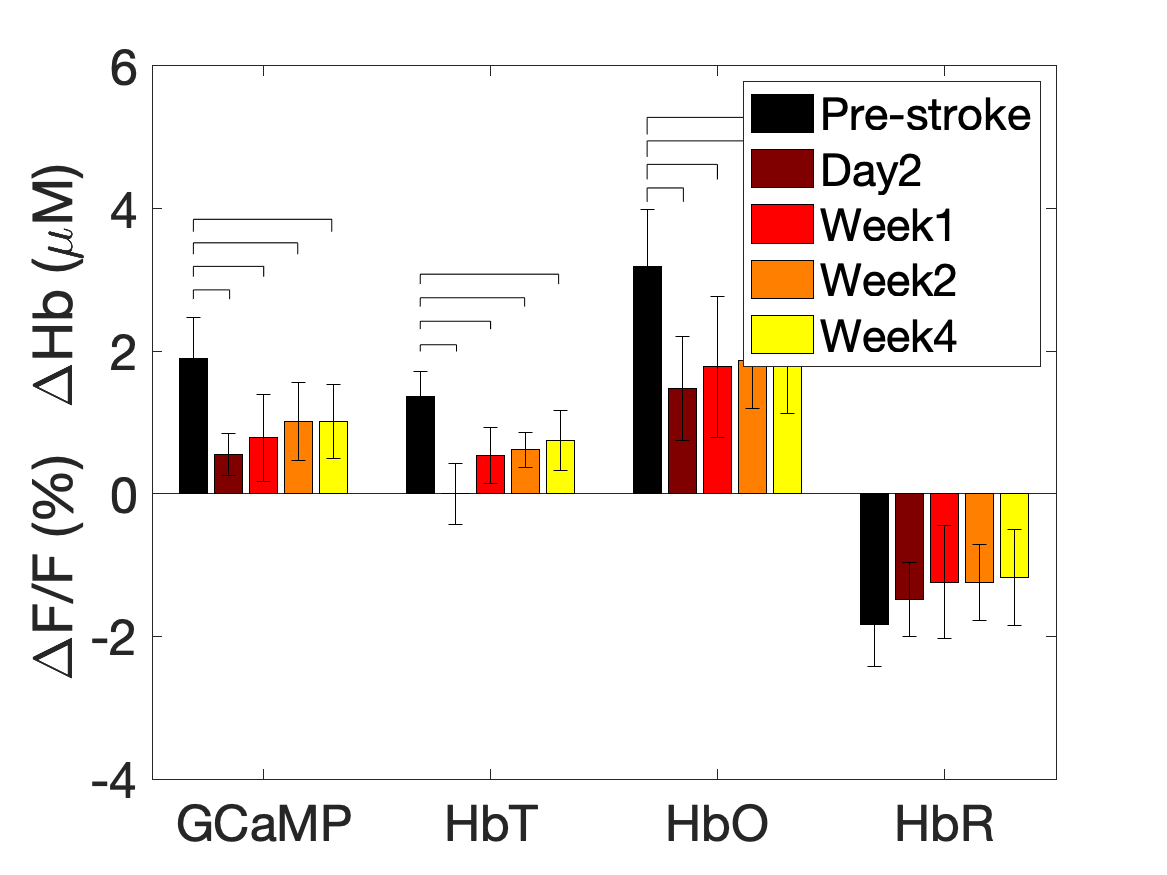 ΔF/F (%) ΔHb (μM)
6
4
2
0
-2
-4
GCaMP HbT HbO HbR
Pre-stroke
Day2
Week1
Week2
Week4